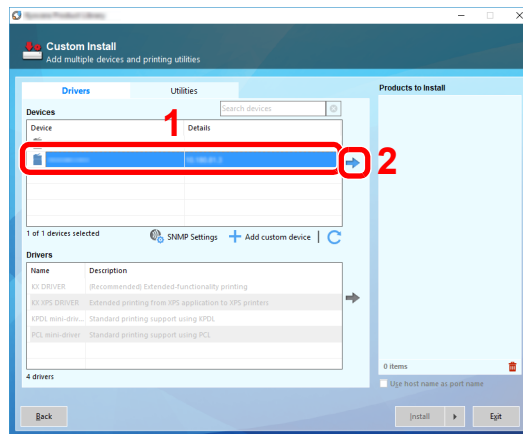 Custom Install
Add multiple devices and printing utilities
Drivers
Utilities
Products to Install
1
Devices
Search devices
Device
Details
2
1 of 1 devices selected
SNMP Settings
Add custom device
Drivers
Name
Description
KX DRIVER
(Recommended) Extended-functionality printing
KX XPS DRIVER
Extended printing from XPS application to XPS printers
KPDL mini-driv...
Standard printing support using KPDL
PCL mini-driver
Standard printing support using PCL
0 items
4 drivers
Use host name as port name
Back
Install
Exit